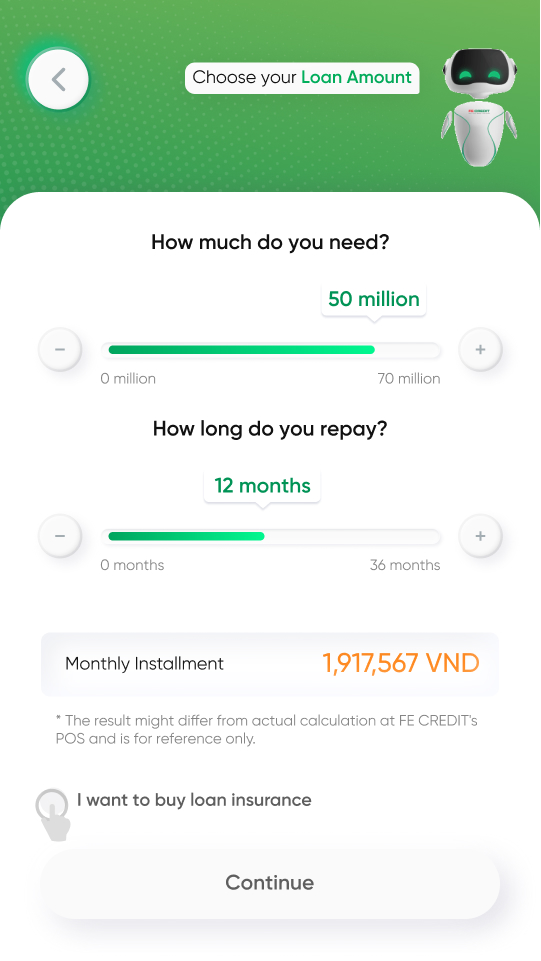 Choose your Loan Amount
How much do you need?
50 million
0 million
70 million
How long do you repay?
12 months
0 months
36 months
Monthly Installment
1,917,567 VND
* The result might differ from actual calculation at FE CREDIT's
POS and is for reference only.
I want to buy loan insurance
Continue